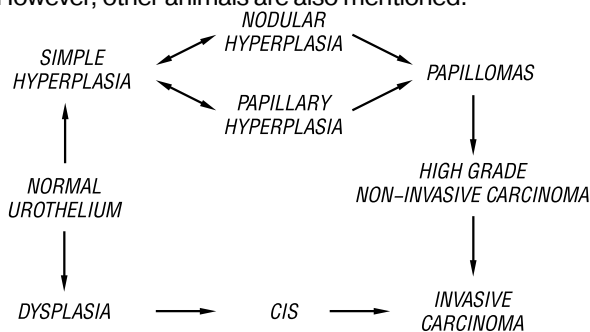 However, other animals are also mentioned.
NODULAR
HYPERPLASIA
SIMPLE
HYPERPLASIA
PAPILLOMAS
PAPILLARY
HYPERPLASIA
HIGH GRADE
NON–INVASIVE CARCINOMA
NORMAL
UROTHELIUM
DYSPLASIA
CIS
INVASIVE
CARCINOMA